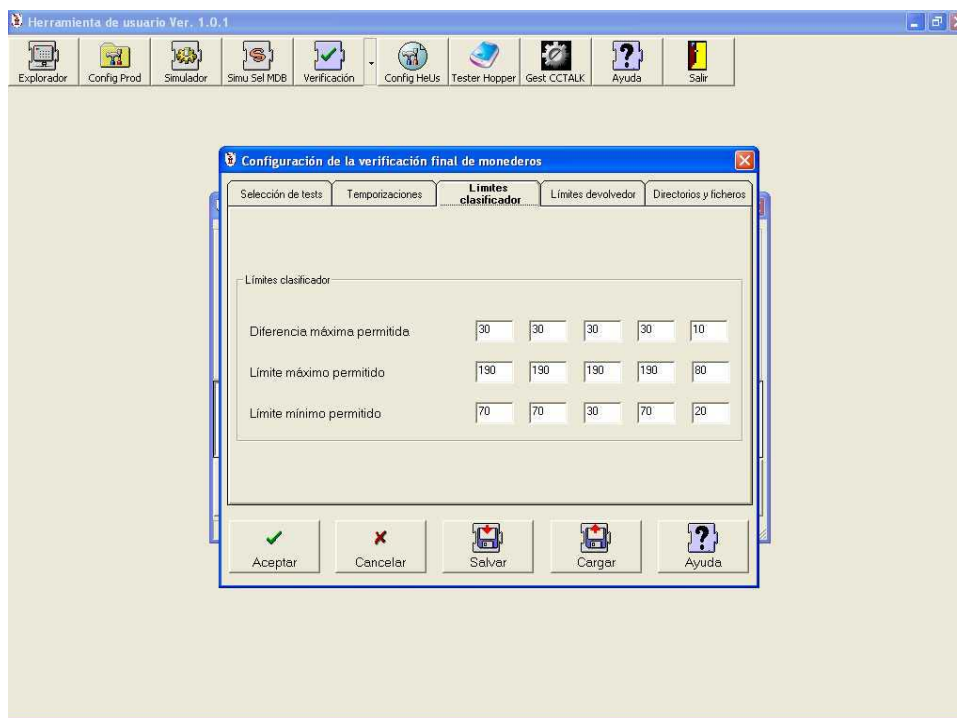 Herramienta de usuario Ver. 1.0.1
Explorador Config Prod Simulador Simu Sel MDB Verificación Config HeUs Tester Hopper Gest CCTALK Ayuda Salir
Configuración de la verificación final de monederos
Selección de tests Temporizaciones Límites clasificador Límites devolvedor Directorios y ficheros
Límites clasificador
Diferencia máxima permitida 30 30 30 30 10
Límite máximo permitido 190 190 190 190 80
Límite mínimo permitido 70 70 30 70 20
Aceptar Cancelar Salvar Cargar Ayuda